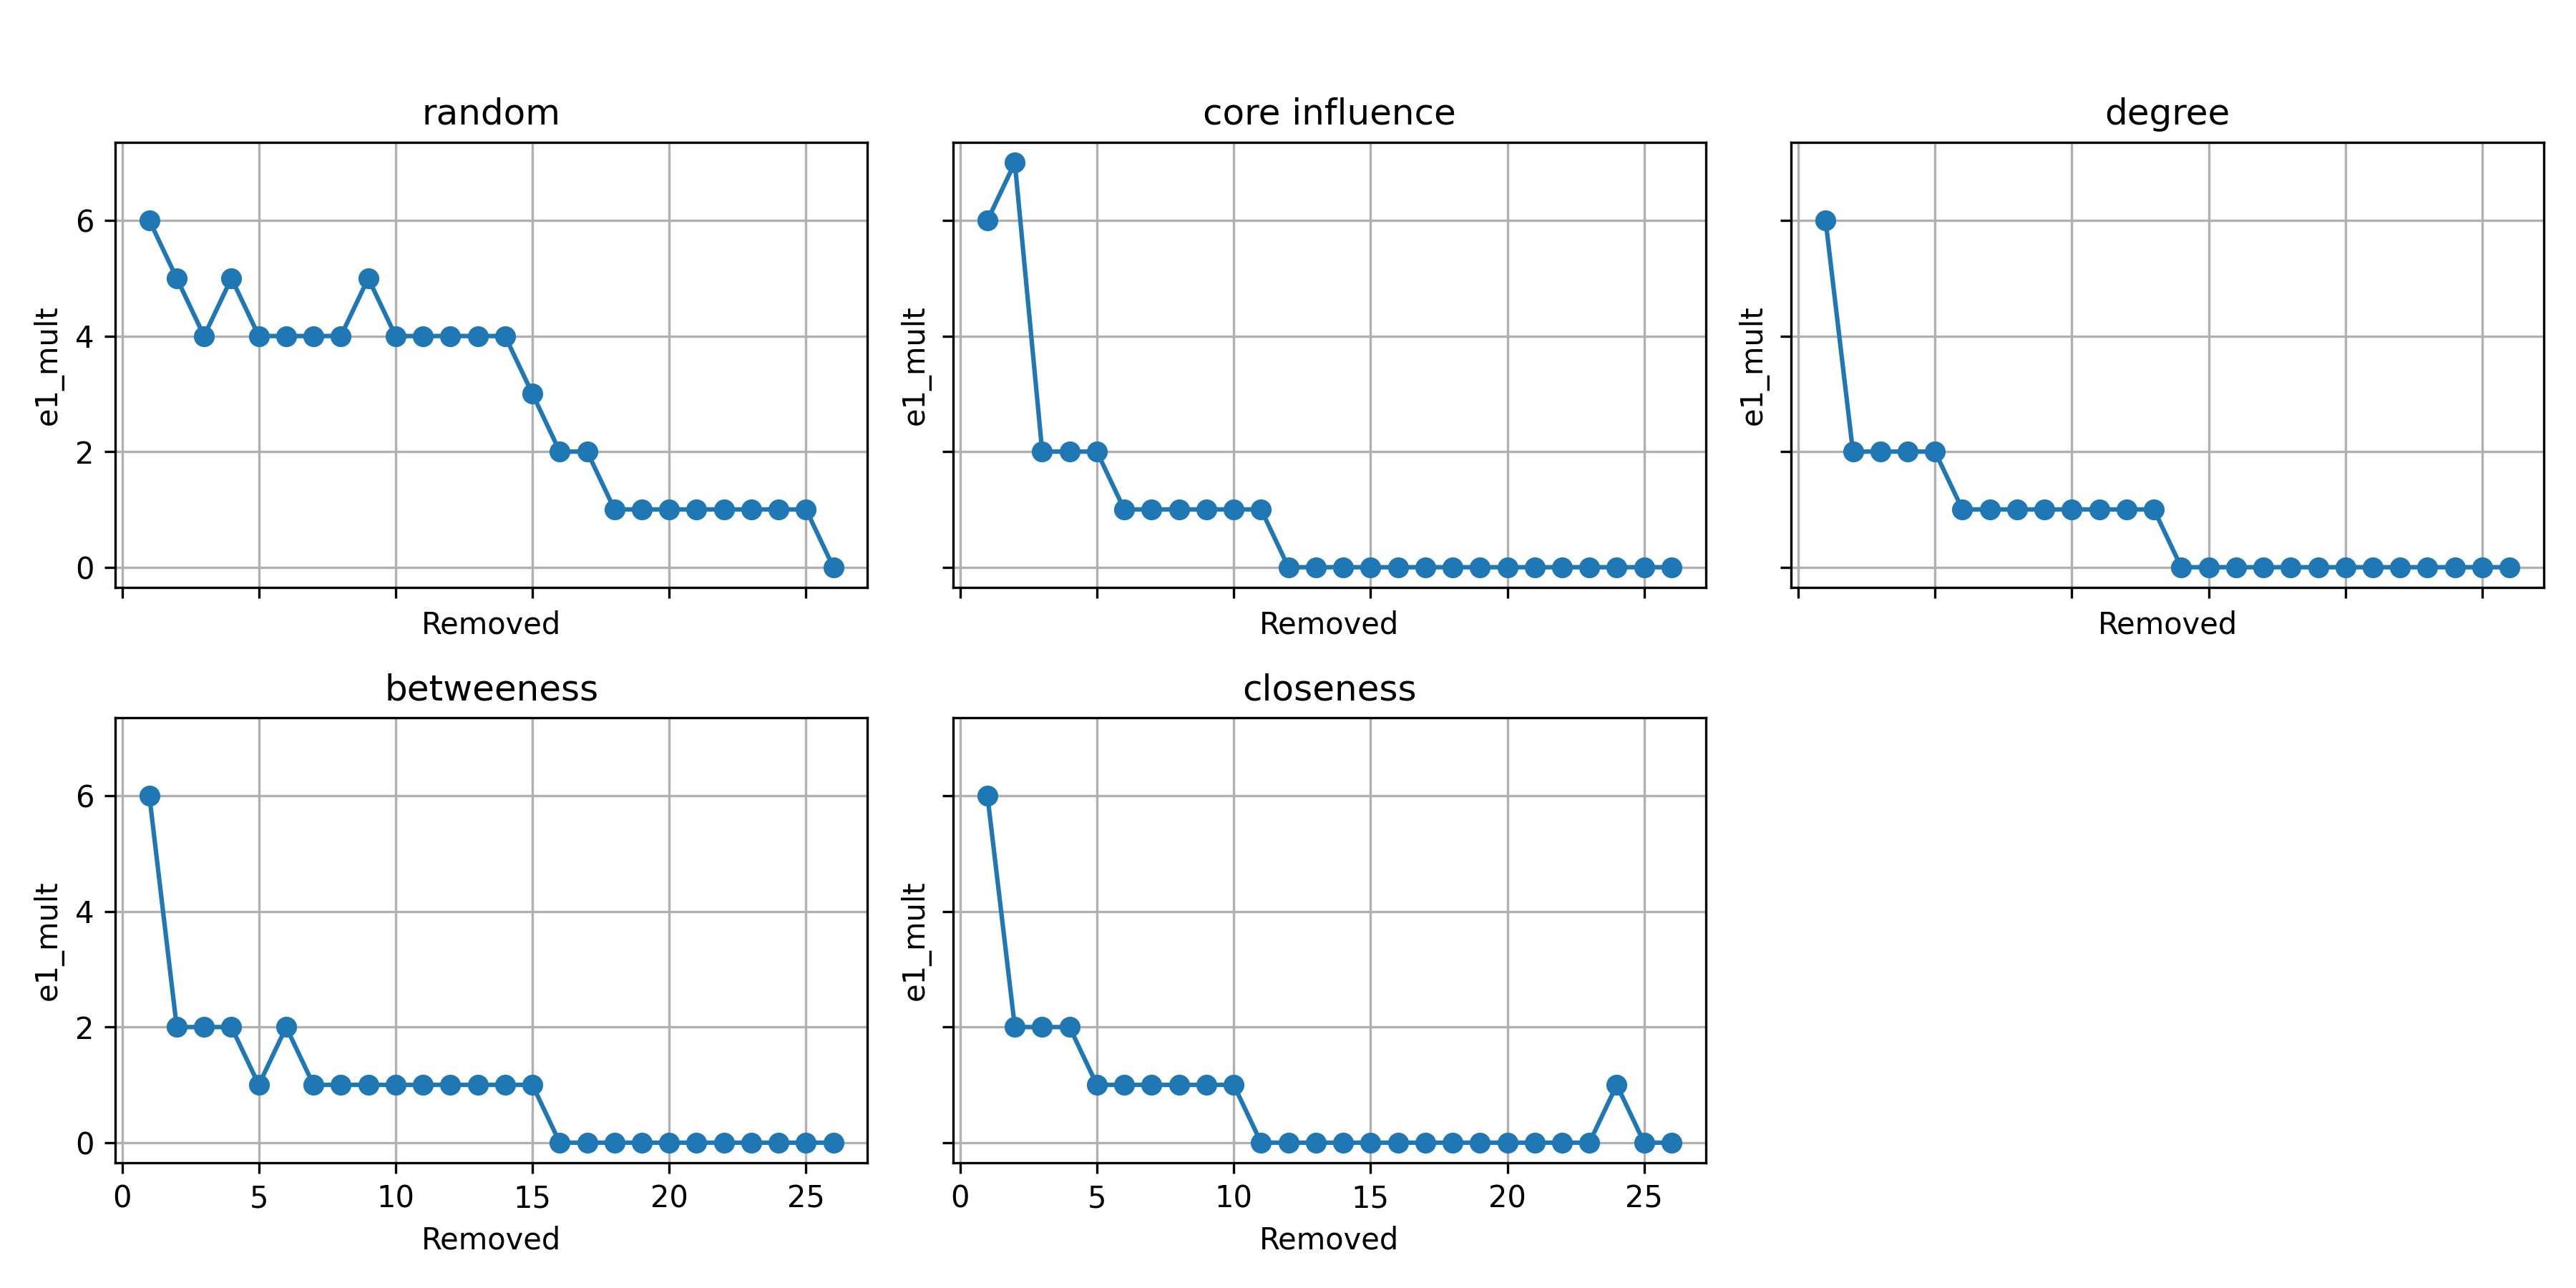 random
core influence
degree
6
4
2
0
e1_mult
e1_mult
e1_mult
Removed
Removed
Removed
betweeness
closeness
6
4
2
0
e1_mult
e1_mult
0 5 10 15 20 25
0 5 10 15 20 25
Removed
Removed